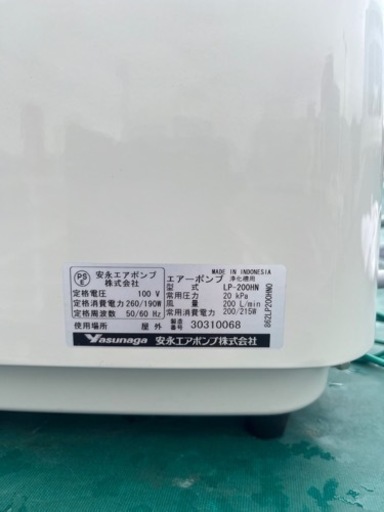 PS E
安永エアポンプ
株式会社
定格電圧 100 V
定格消費電力 260/190W
定格周波数 50/60 Hz
使用場所 屋 外
MADE IN INDONESIA
エアーポンプ 浄化槽用
型 式 LP-200HN
常用圧力 20 kPa
風 量 200 L/min
常用消費電力 200/215W
製造番号 30310068
862LP200HN0
Yasunaga 安永エアポンプ株式会社